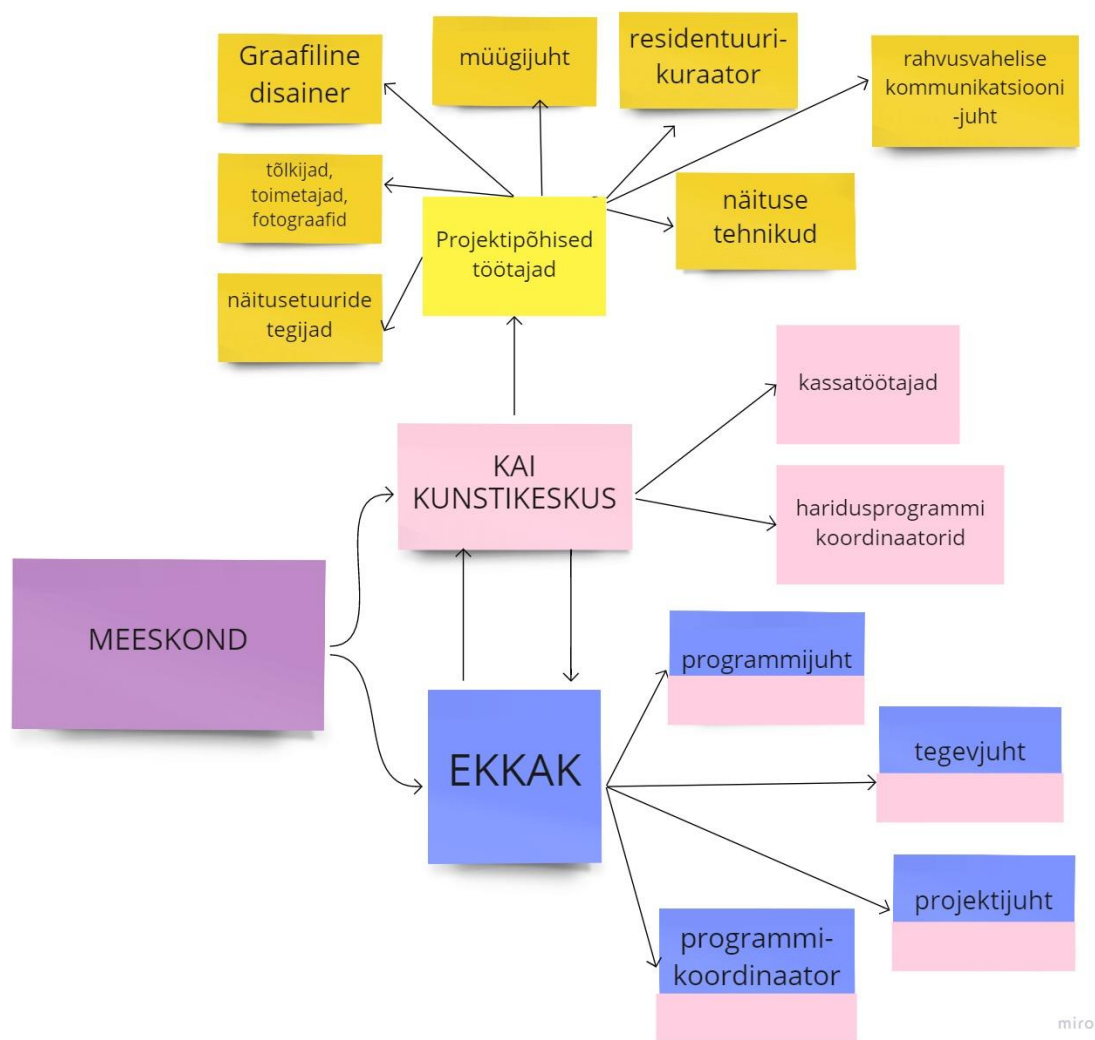 Graafiline
disainer
müügijuht
residentuuri-
kuraator
rahvusvahelise
kommunikatsiooni
-juht
tõlkijad,
toimetajad,
fotograafid
näituse
tehnikud
Projektipõhised
töötajad
näitusetuuride
tegijad
kassatöötajad
KAI
KUNSTIKESKUS
haridusprogrammi
koordinaatorid
MEESKOND
programmijuht
EKKAK
tegevjuht
projektijuht
programmi-
koordinaator
miro